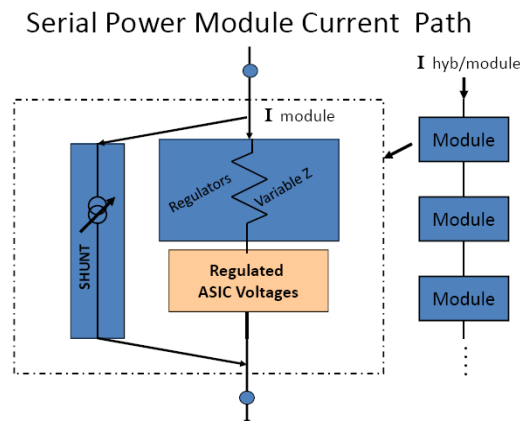 Serial Power Module Current Path
I hyb/module
I module
Module
Regulators
Variable Z
SHUNT
Module
Regulated
ASIC Voltages
Module